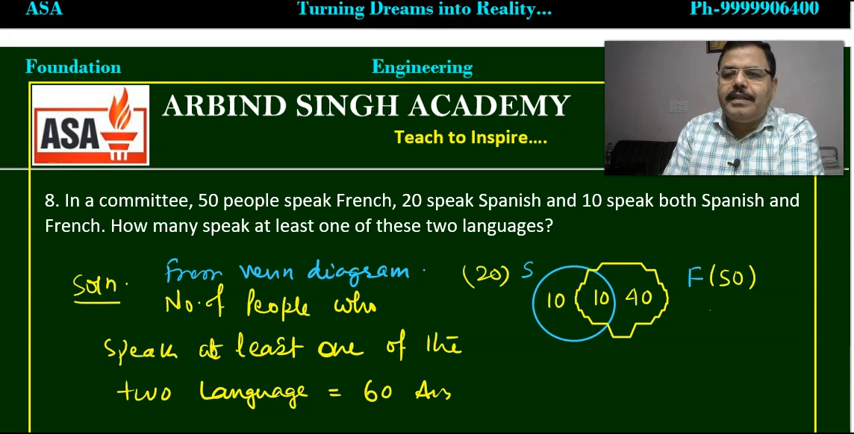 ASA Turning Dreams into Reality... Ph-9999906400
Foundation Engineering
ASA ARBIND SINGH ACADEMY
Teach to Inspire....
8. In a committee, 50 people speak French, 20 speak Spanish and 10 speak both Spanish and
French. How many speak at least one of these two languages?
Soln. From venn diagram. (20) S F (50)
No. of People who 10 10 40
speak at least one of the
two language = 60 Ans